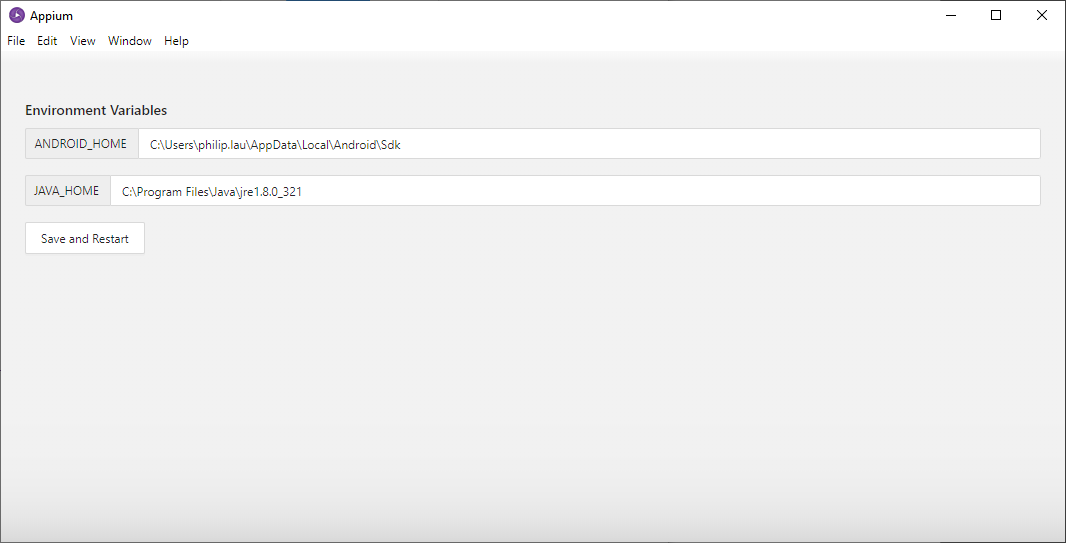 Appium
File Edit View Window Help
Environment Variables
ANDROID_HOME C:\Users\philip.lau\AppData\Local\Android\Sdk
JAVA_HOME C:\Program Files\Java\jre1.8.0_321
Save and Restart